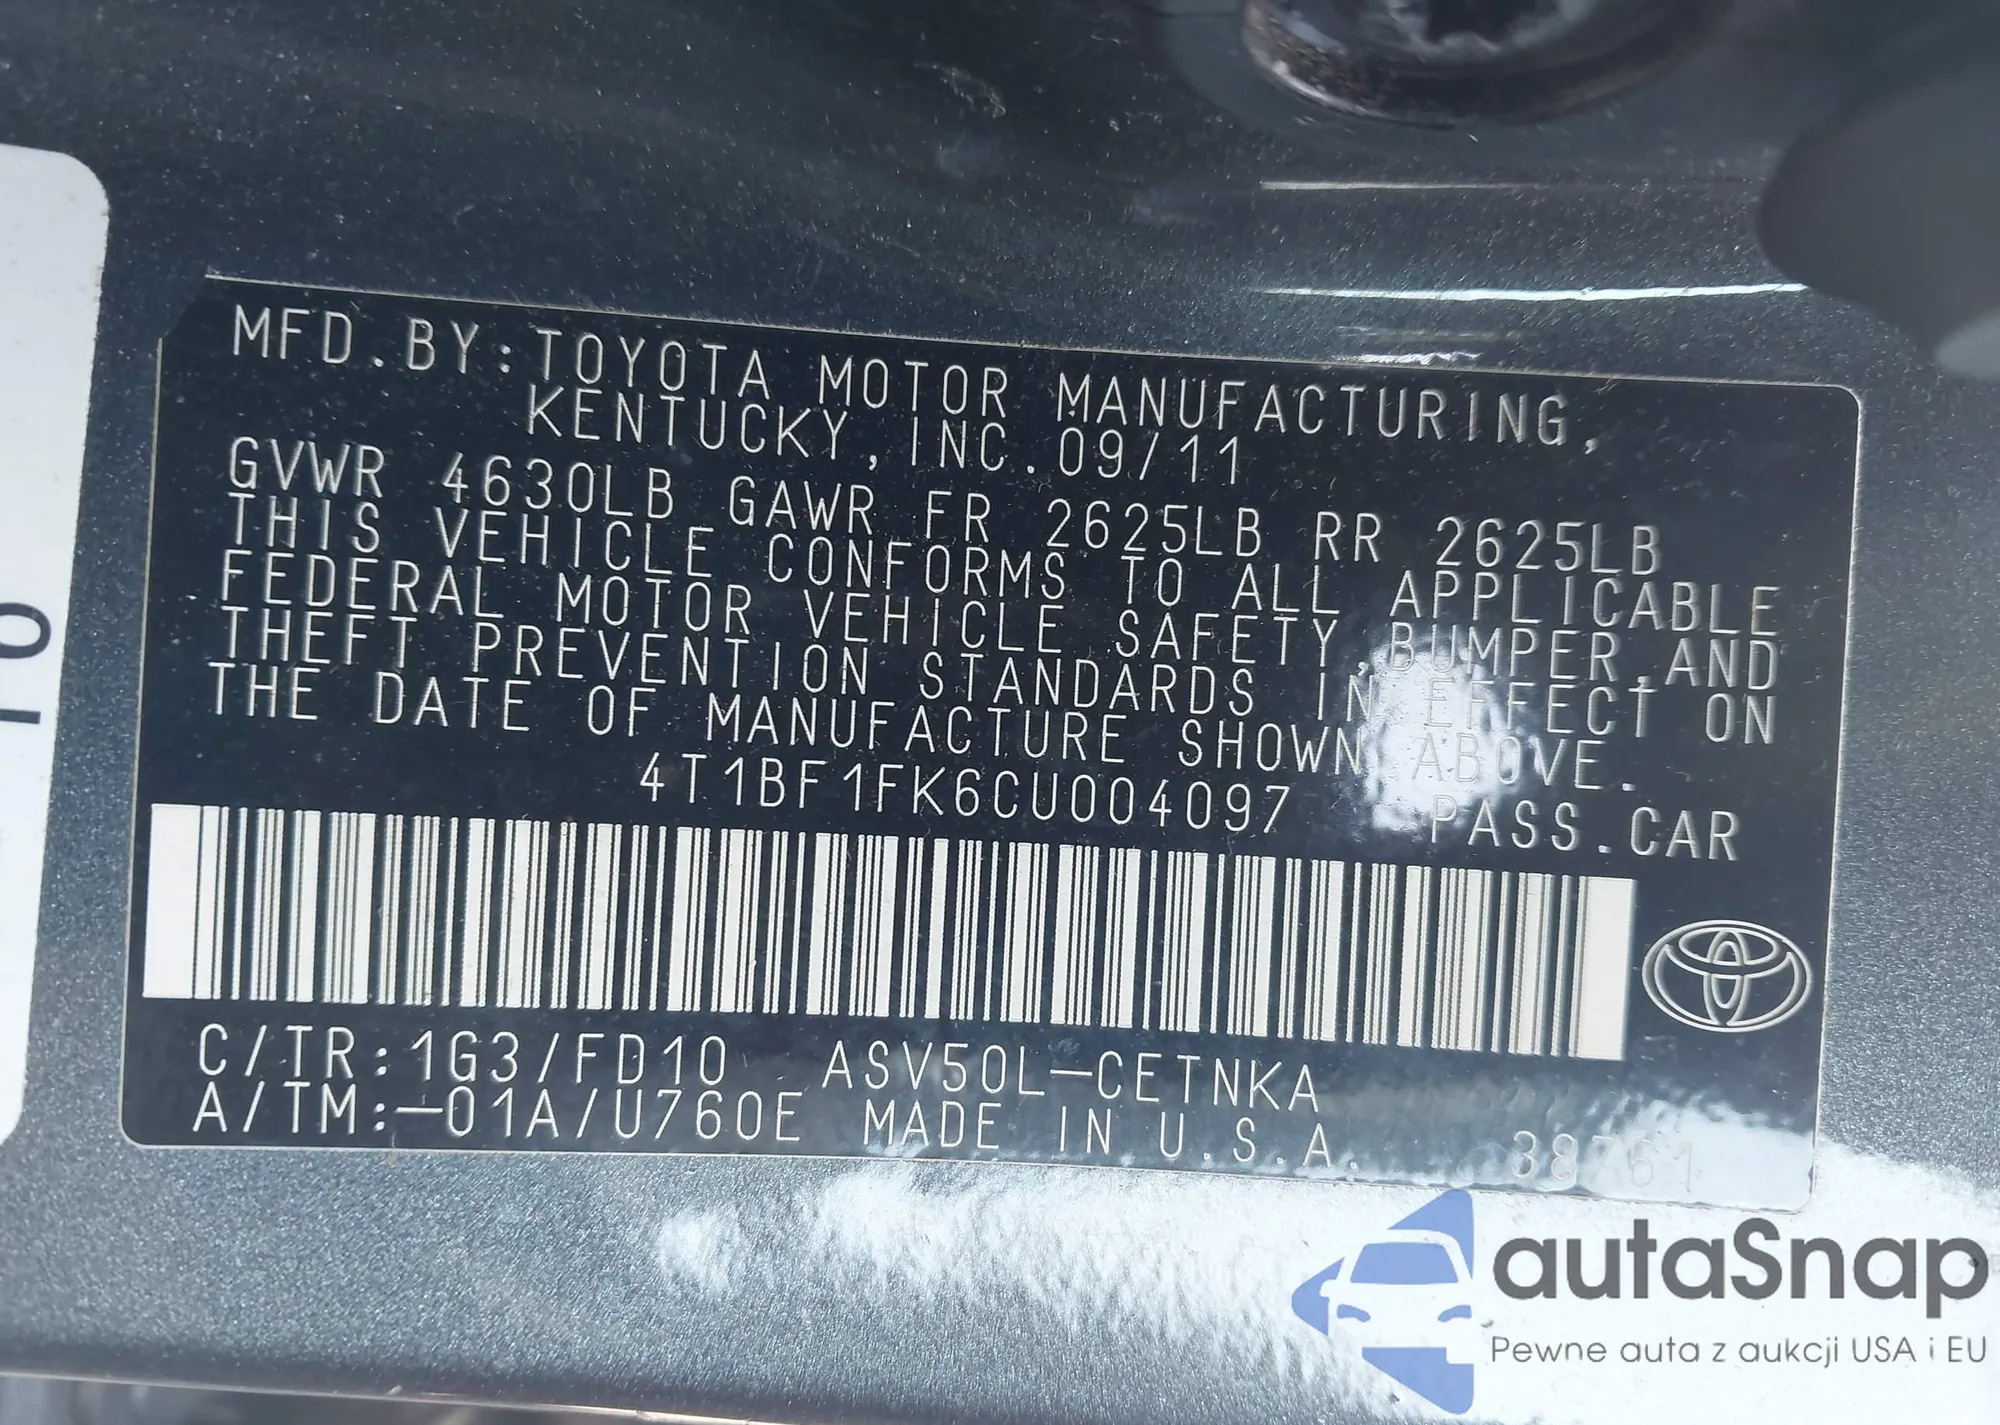 MFD.BY:TOYOTA MOTOR MANUFACTURING,
KENTUCKY, INC.09/11
GVWR 4630LB GAWR FR 2625LB RR 2625LB
THIS VEHICLE CONFORMS TO ALL APPLICABLE
FEDERAL MOTOR VEHICLE SAFETY,BUMPER,AND
THEFT PREVENTION STANDARDS IN EFFECT ON
THE DATE OF MANUFACTURE SHOWN ABOVE.
4T1BF1FK6CU004097
PASS.CAR
C/TR:1G3/FD10 ASV50L-CETNKA
A/TM:-01A/U760E MADE IN U.S.A. 38761
10
autaSnap
Pewne auta z aukcji USA i EU